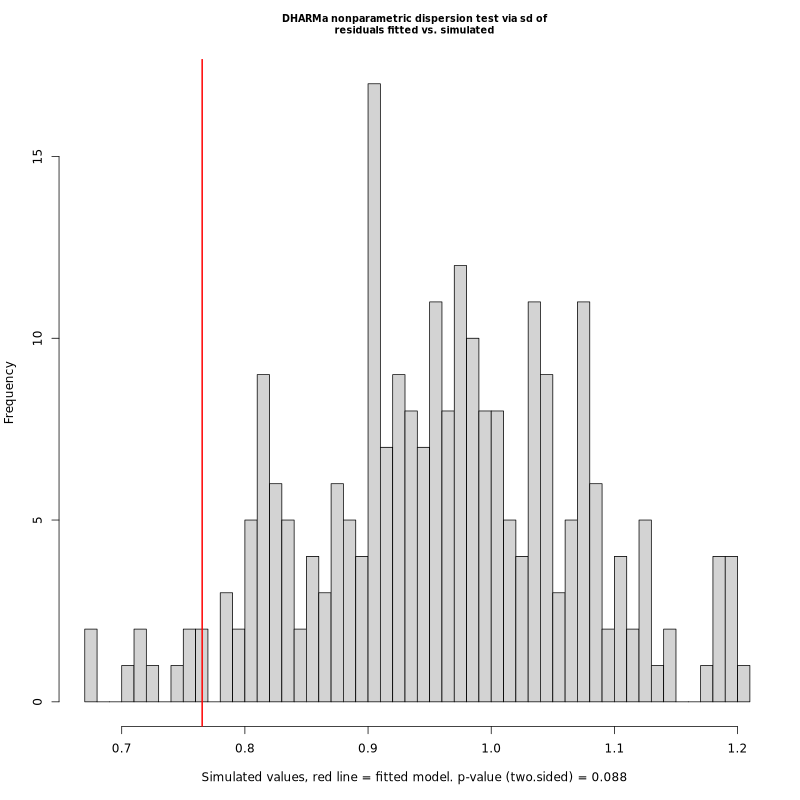 DHARMa nonparametric dispersion test via sd of
residuals fitted vs. simulated
Frequency
15
10
5
0
0.7 0.8 0.9 1.0 1.1 1.2
Simulated values, red line = fitted model. p-value (two.sided) = 0.088